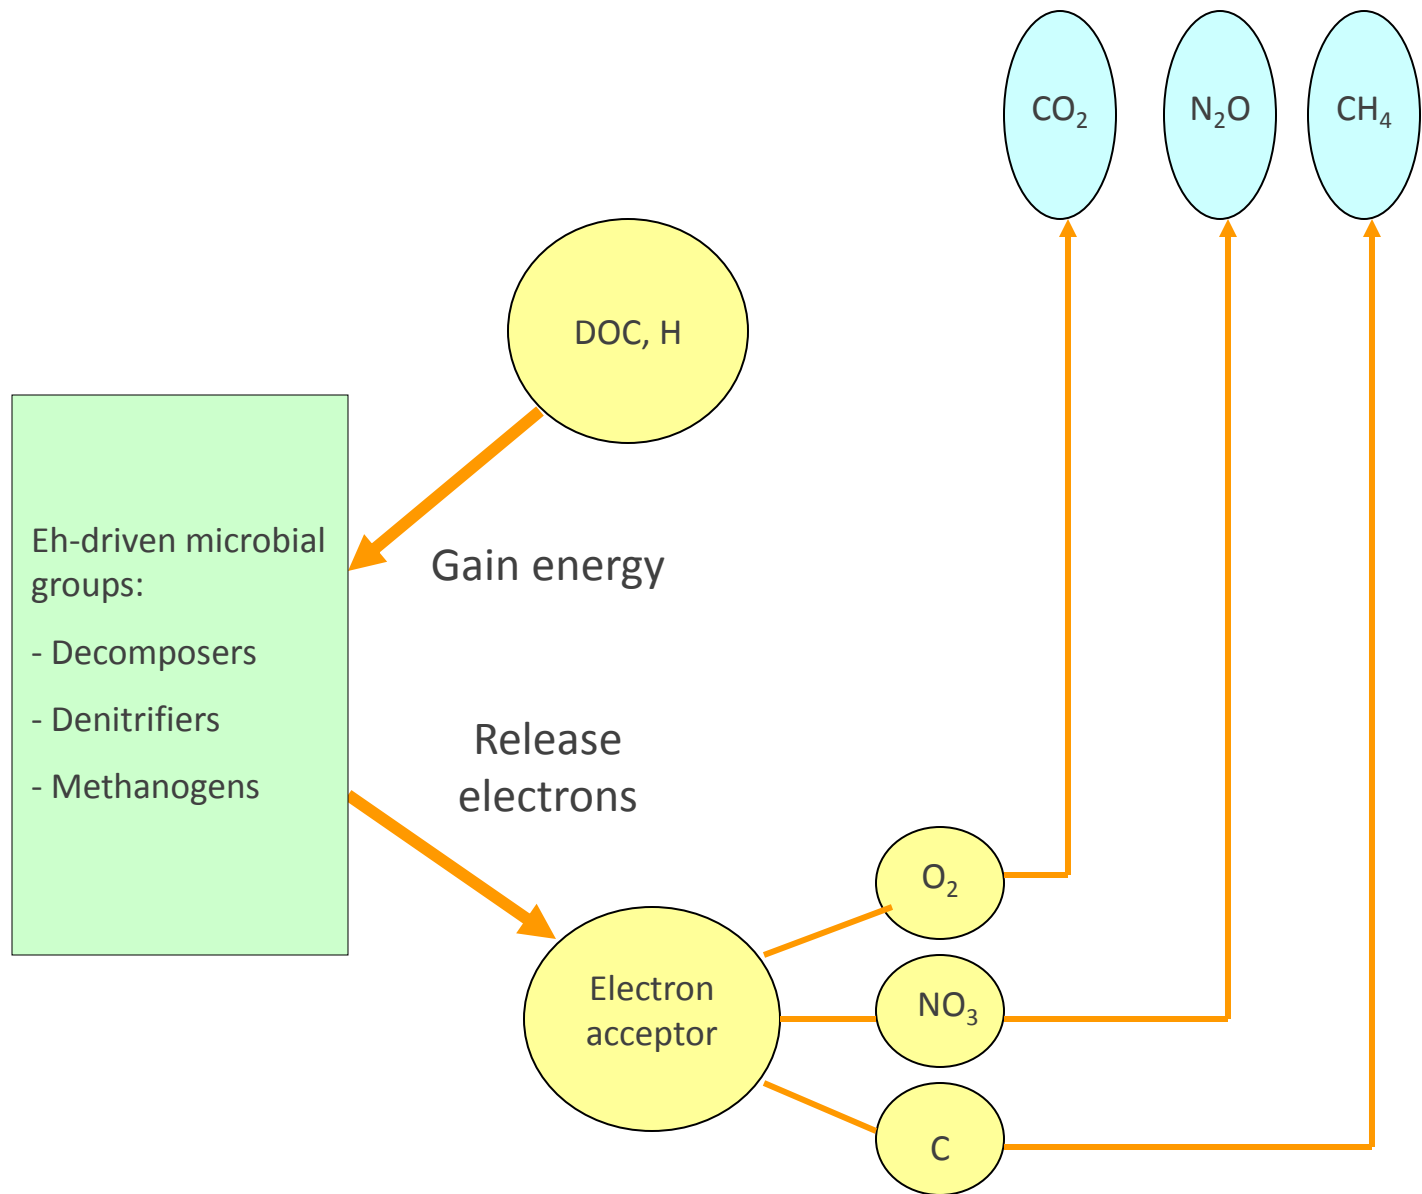 CO₂
N₂O
CH₄
DOC, H
Eh-driven microbial
groups:
- Decomposers
- Denitrifiers
- Methanogens
Gain energy
Release
electrons
Electron
acceptor
O₂
NO₃
C